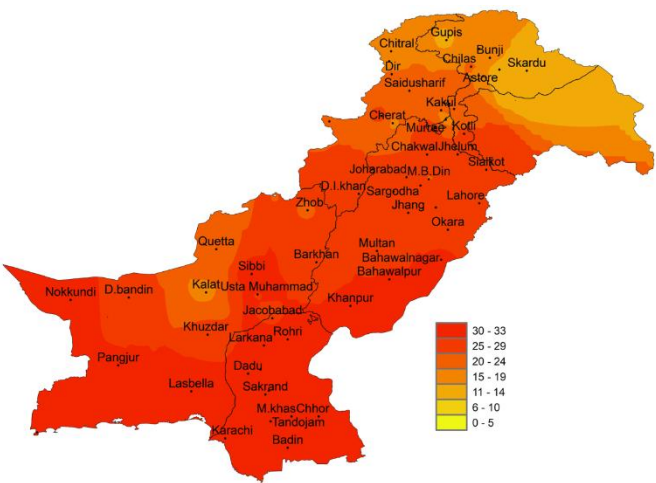 Gupis
Chitral
Bunji
Chilas
Skardu
Dir
Astore
Saidusharif
Kakul
Cherat
Murree
Kotli
Chakwal
Jhelum
Sialkot
Joharabad
M.B.Din
D.I.khan
Sargodha
Lahore
Zhob
Jhang
Okara
Quetta
Multan
Barkhan
Bahawalnagar
Sibbi
Bahawalpur
Nokkundi
D.bandin
Kalat
Usta Muhammad
Khanpur
Jacobabad
Khuzdar
Rohri
Larkana
Pangjur
Dadu
Lasbella
Sakrand
M.khas
Chhor
Tandojam
Karachi
Badin
30 - 33
25 - 29
20 - 24
15 - 19
11 - 14
6 - 10
0 - 5